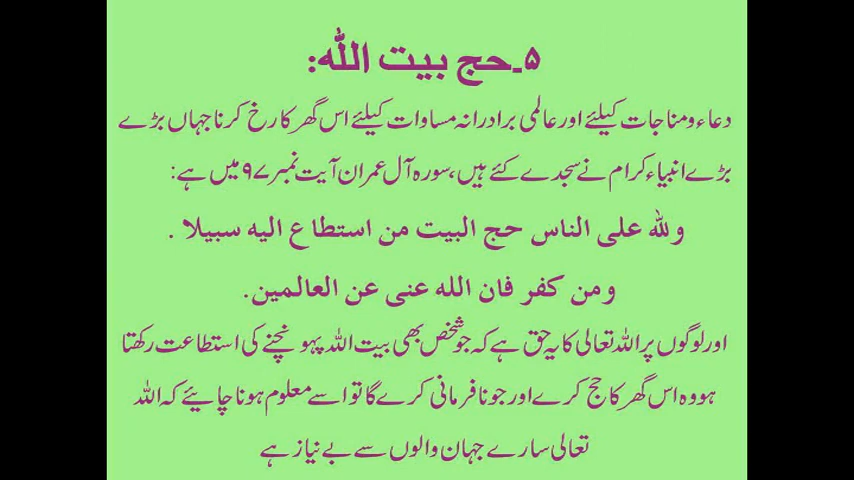 ۵۔حج بیت اللہ:
دعاء ومناجات کیلئے اور عالمی برادرانہ مساوات کیلئے اس گھر کا رخ کرنا جہاں بڑے
بڑے انبیاء کرام نے سجدے کئے ہیں، سورہ آل عمران آیت نمبر ۹۷ میں ہے:
وللہ علی الناس حج البیت من استطاع الیہ سبیلا .
ومن کفر فان اللہ عنی عن العالمین.
اور لوگوں پر اللہ تعالی کا یہ حق ہے کہ جو شخص بھی بیت اللہ پہونچنے کی استطاعت رکھتا
ہو وہ اس گھر کا حج کرے اور جو نافرمانی کرے گا تو اسے معلوم ہونا چاہئیے کہ اللہ
تعالی سارے جہان والوں سے بے نیاز ہے